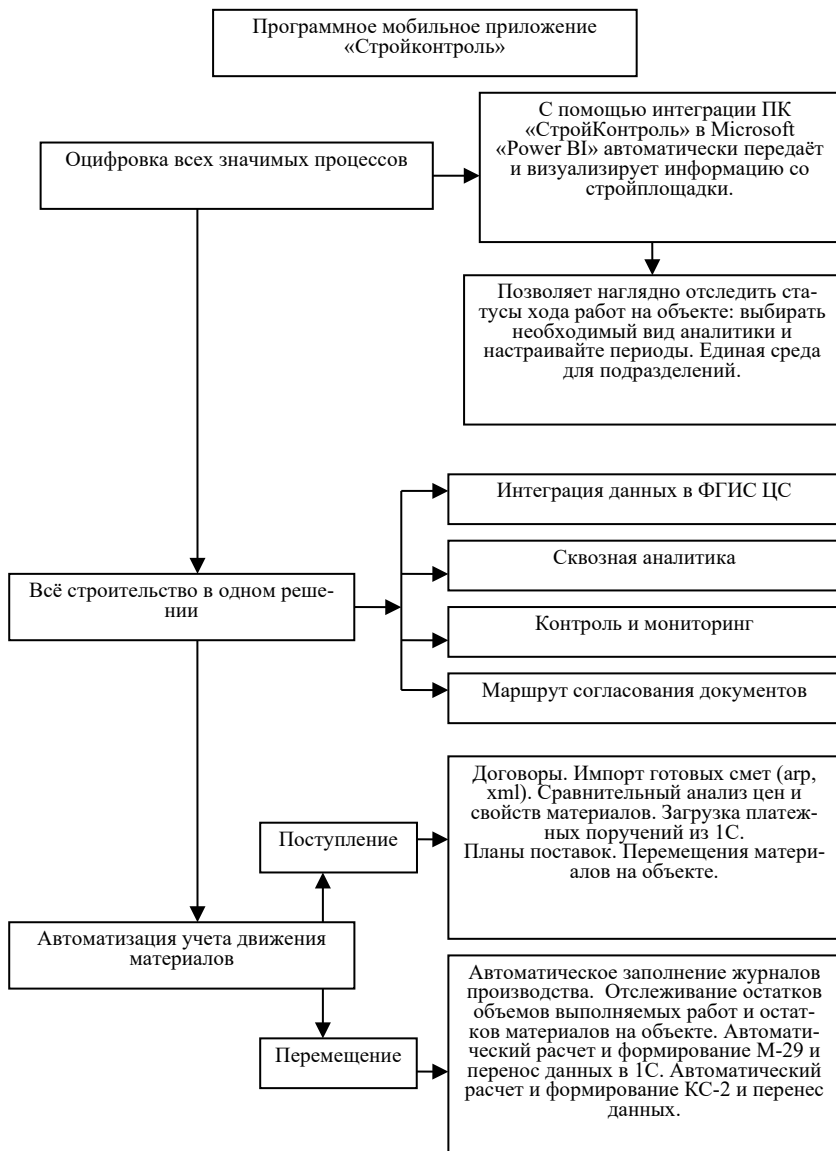 Программное мобильное приложение
«Стройконтроль»
Оцифровка всех значимых процессов
С помощью интеграции ПК
«СтройКонтроль» в Microsoft
«Power BI» автоматически передаёт
и визуализирует информацию со
стройплощадки.
Позволяет наглядно отследить ста-
тусы хода работ на объекте: выбирать
необходимый вид аналитики и
настраивайте периоды. Единая среда
для подразделений.
Всё строительство в одном реше-
нии
Интеграция данных в ФГИС ЦС
Сквозная аналитика
Контроль и мониторинг
Маршрут согласования документов
Автоматизация учета движения
материалов
Поступление
Договоры. Импорт готовых смет (arp,
xml). Сравнительный анализ цен и
свойств материалов. Загрузка платеж-
ных поручений из 1С.
Планы поставок. Перемещения матери-
алов на объекте.
Перемещение
Автоматическое заполнение журналов
производства. Отслеживание остатков
объемов выполняемых работ и остат-
ков материалов на объекте. Автомати-
ческий расчет и формирование М-29 и
перенос данных в 1С. Автоматический
расчет и формирование КС-2 и перенес
данных.